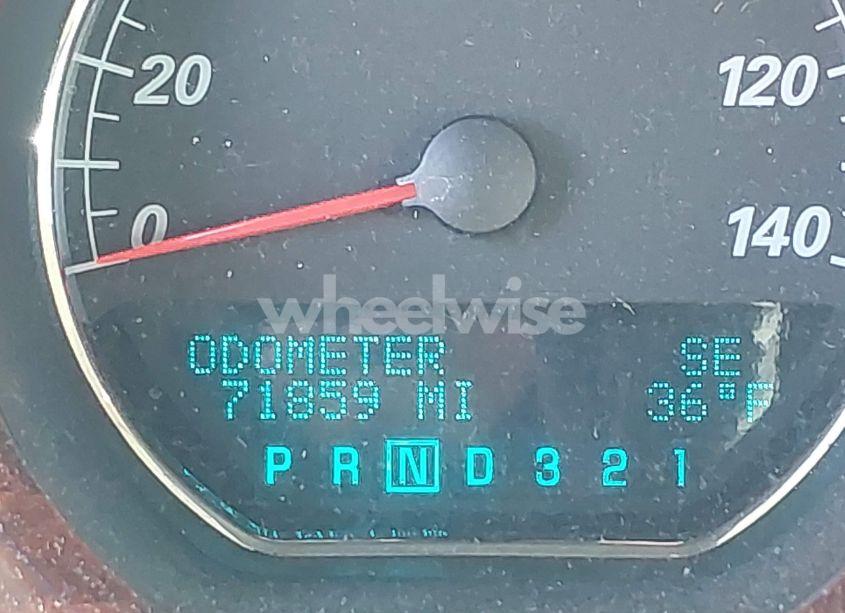 20 120
0 140
wheelwise
ODOMETER SE
71859 MI 36°F
P R N D 3 2 1